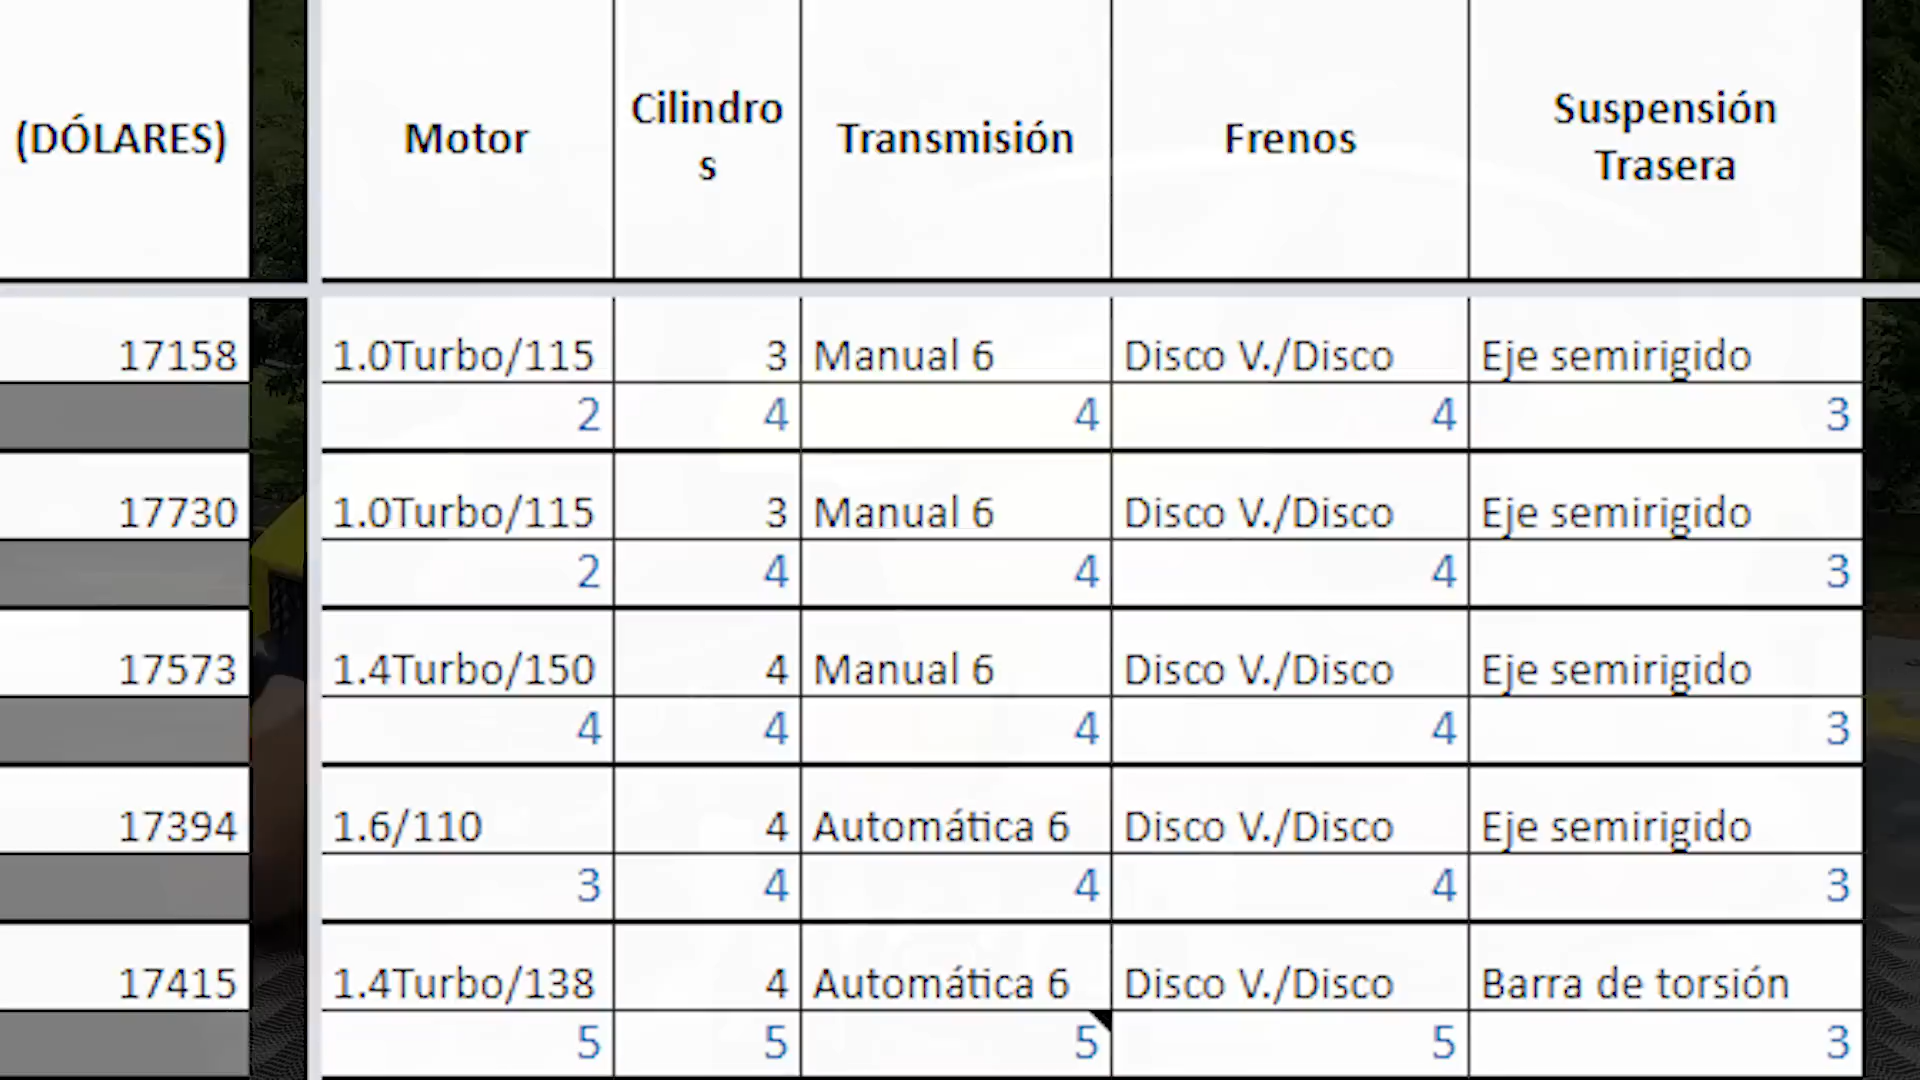 (DÓLARES) Motor Cilindro
s Transmisión Frenos Suspensión
Trasera
17158 1.0Turbo/115 3 Manual 6 Disco V./Disco Eje semirigido
2 4 4 4 3
17730 1.0Turbo/115 3 Manual 6 Disco V./Disco Eje semirigido
2 4 4 4 3
17573 1.4Turbo/150 4 Manual 6 Disco V./Disco Eje semirigido
4 4 4 4 3
17394 1.6/110 4 Automática 6 Disco V./Disco Eje semirigido
3 4 4 4 3
17415 1.4Turbo/138 4 Automática 6 Disco V./Disco Barra de torsión
5 5 5 5 3